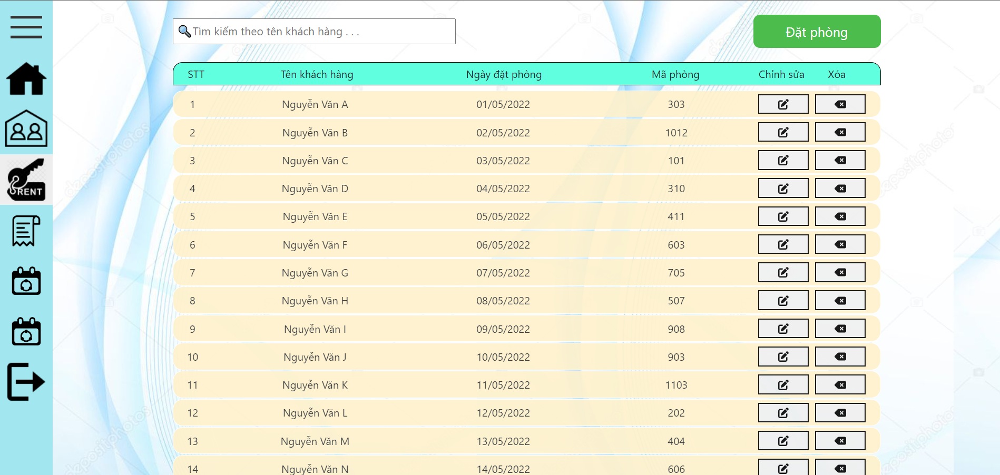 Tìm kiếm theo tên khách hàng . . .
Đặt phòng
STT Tên khách hàng Ngày đặt phòng Mã phòng Chỉnh sửa Xóa
1 Nguyễn Văn A 01/05/2022 303
2 Nguyễn Văn B 02/05/2022 1012
3 Nguyễn Văn C 03/05/2022 101
4 Nguyễn Văn D 04/05/2022 310
5 Nguyễn Văn E 05/05/2022 411
6 Nguyễn Văn F 06/05/2022 603
7 Nguyễn Văn G 07/05/2022 705
8 Nguyễn Văn H 08/05/2022 507
9 Nguyễn Văn I 09/05/2022 908
10 Nguyễn Văn J 10/05/2022 903
11 Nguyễn Văn K 11/05/2022 1103
12 Nguyễn Văn L 12/05/2022 202
13 Nguyễn Văn M 13/05/2022 404
14 Nguyễn Văn N 14/05/2022 606
RENT
depositphotos
depositphotos
depositphotos
depositphotos